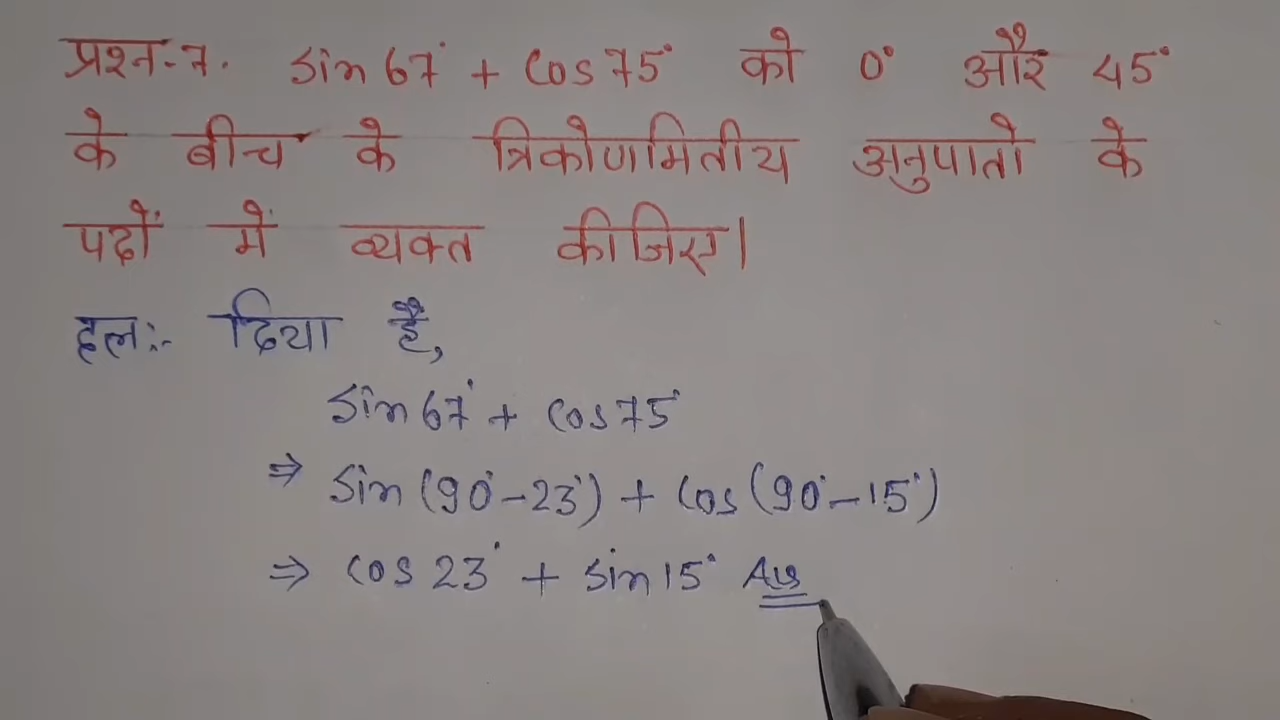 प्रश्न-7. sin 67° + cos 75° को 0° और 45°
के बीच के त्रिकोणमितीय अनुपातो के
पदों में व्यक्त कीजिए।
हल:- दिया है,
sin 67° + cos 75°
⇒ sin (90° - 23°) + cos (90° - 15°)
⇒ cos 23° + sin 15° Ans